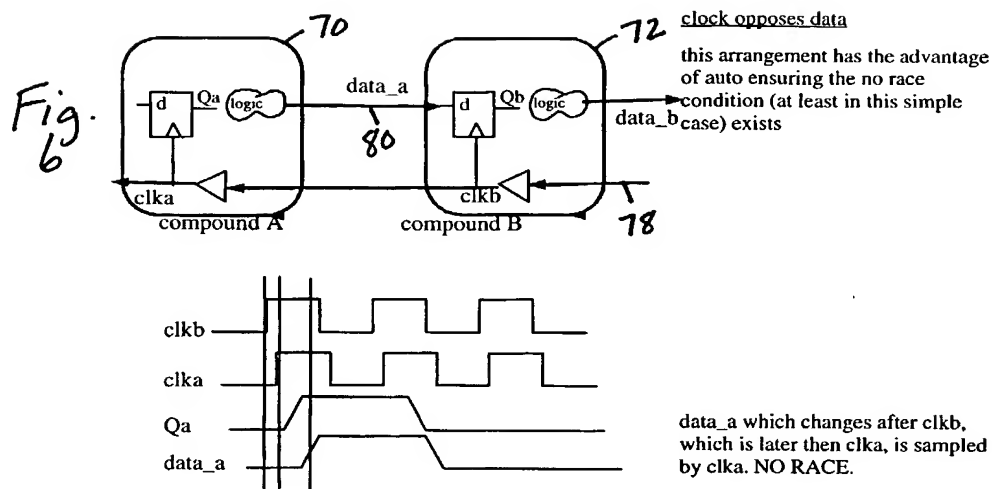 Fig. 6
70
72
clock opposes data
this arrangement has the advantage
of auto ensuring the no race
condition (at least in this simple
case) exists
d
Qa
logic
data_a
80
d
Qb
logic
data_b
clka
clkb
78
compound A
compound B
clkb
clka
Qa
data_a
data_a which changes after clkb,
which is later then clka, is sampled
by clka. NO RACE.